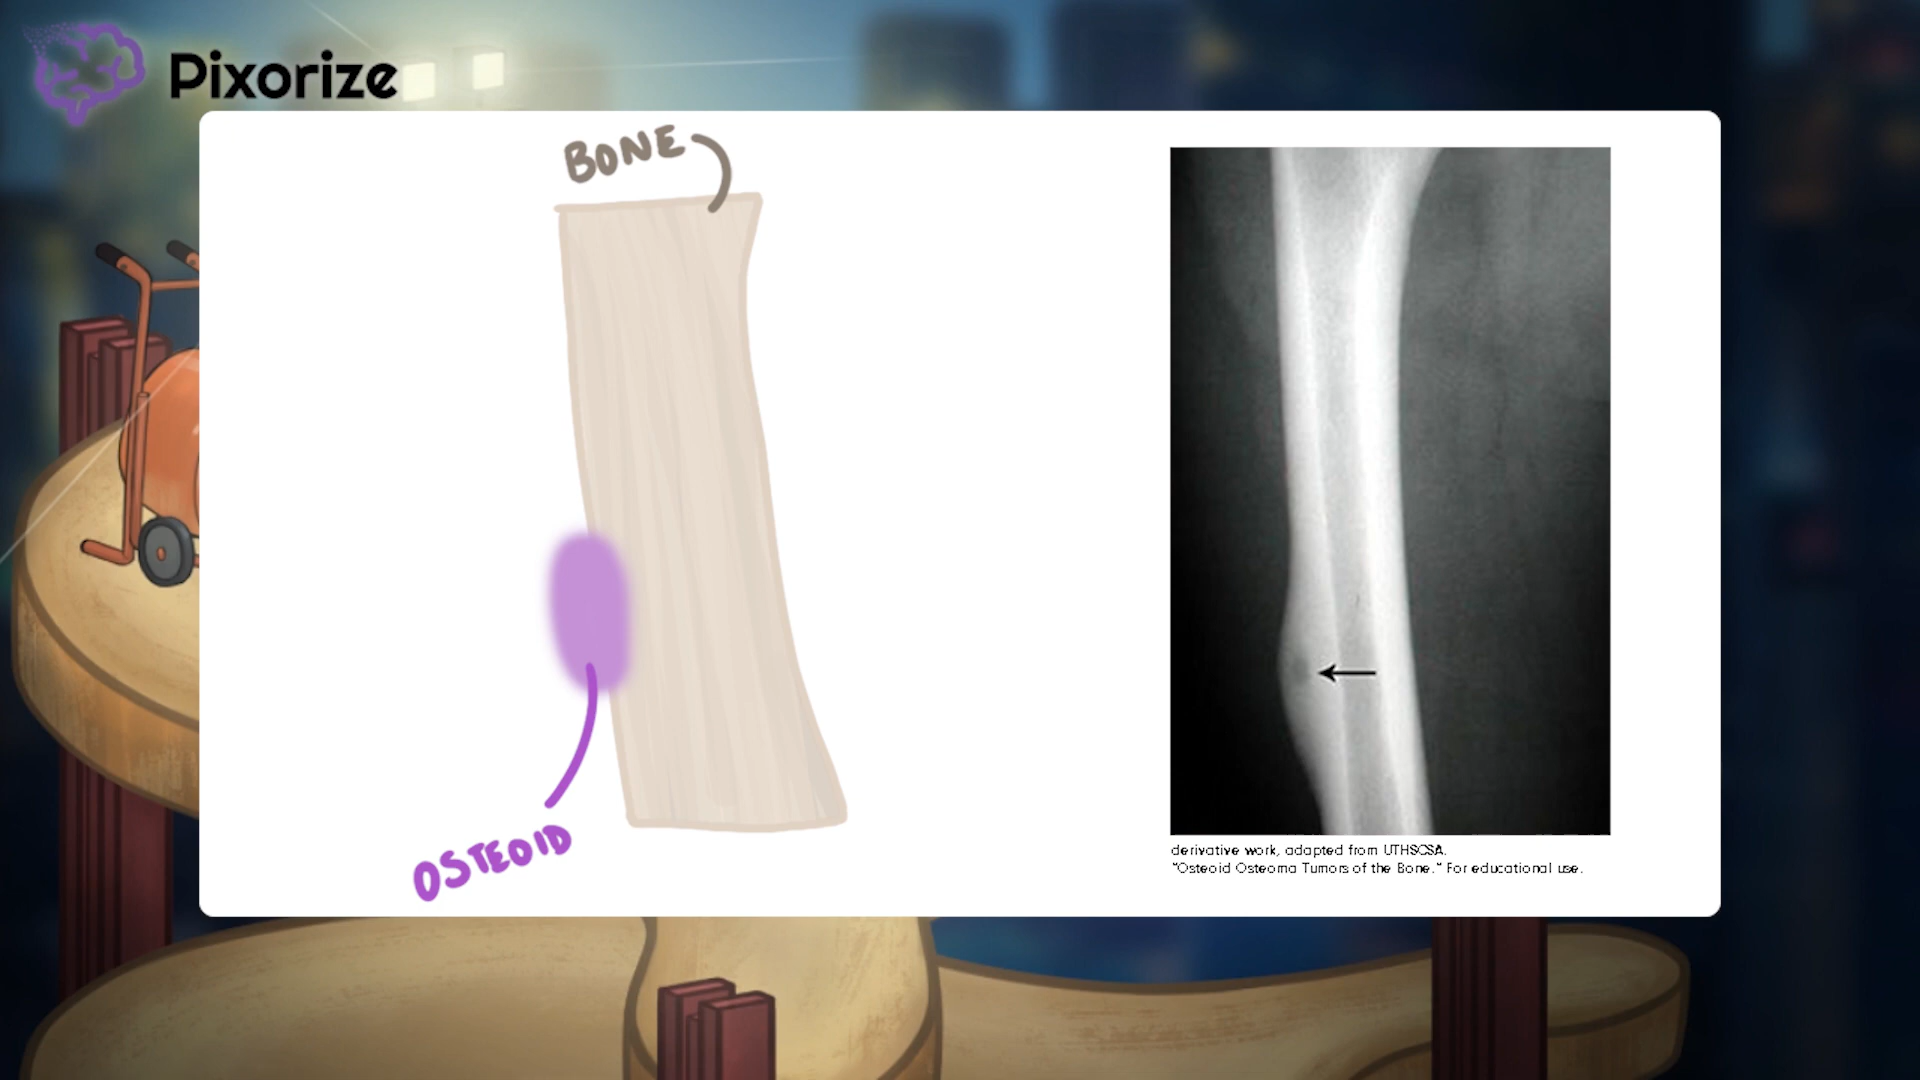 Pixorize
BONE
OSTEOID
derivative work, adapted from UTHSCSA.
"Osteoid Osteoma Tumors of the Bone." For educational use.